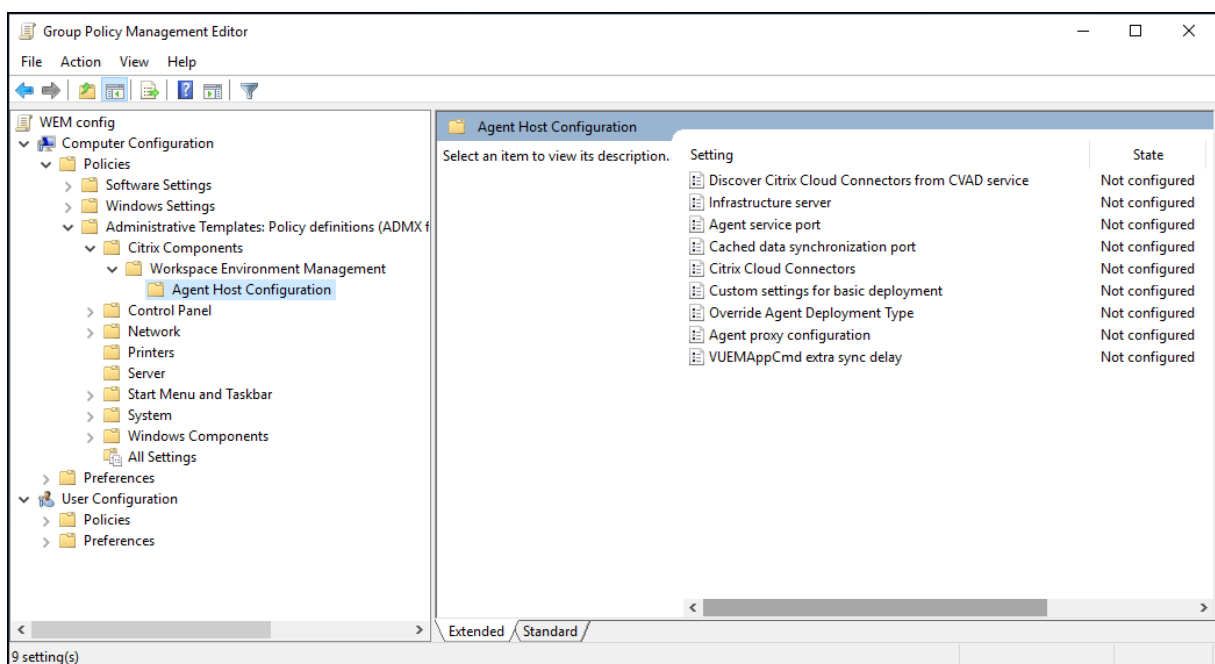 Group Policy Management Editor
File Action View Help
WEM config
Computer Configuration
Policies
Software Settings
Windows Settings
Administrative Templates: Policy definitions (ADMX f
Citrix Components
Workspace Environment Management
Agent Host Configuration
Control Panel
Network
Printers
Server
Start Menu and Taskbar
System
Windows Components
All Settings
Preferences
User Configuration
Policies
Preferences
Agent Host Configuration
Select an item to view its description.
Setting State
Discover Citrix Cloud Connectors from CVAD service Not configured
Infrastructure server Not configured
Agent service port Not configured
Cached data synchronization port Not configured
Citrix Cloud Connectors Not configured
Custom settings for basic deployment Not configured
Override Agent Deployment Type Not configured
Agent proxy configuration Not configured
VUEMAppCmd extra sync delay Not configured
Extended Standard
9 setting(s)